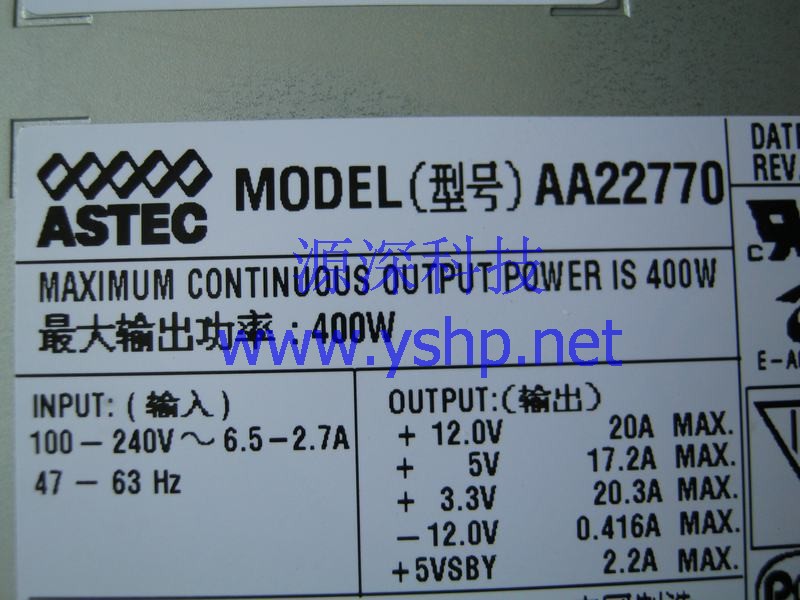 ASTEC
MODEL(型号) AA22770
DATE
REV.
源深科技
MAXIMUM CONTINUOUS OUTPUT POWER IS 400W
最大输出功率：400W
www.yshp.net
INPUT: (输入)
100 – 240V ～ 6.5 – 2.7A
47 – 63 Hz
OUTPUT:(输出)
+ 12.0V 20A MAX.
+ 5V 17.2A MAX.
+ 3.3V 20.3A MAX.
– 12.0V 0.416A MAX.
+5VSBY 2.2A MAX.
C